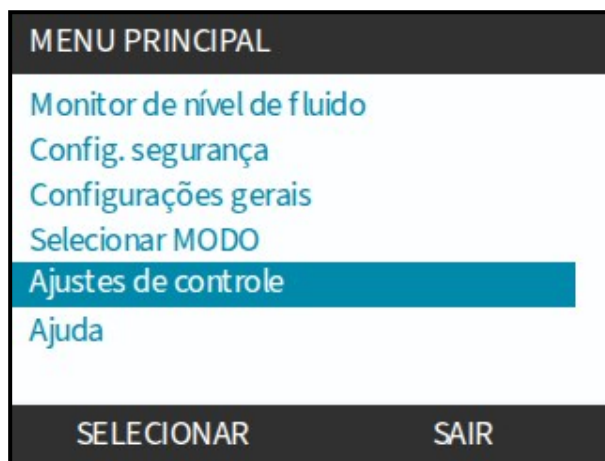 MENU PRINCIPAL
Monitor de nível de fluido
Config. segurança
Configurações gerais
Selecionar MODO
Ajustes de controle
Ajuda
SELECIONAR SAIR